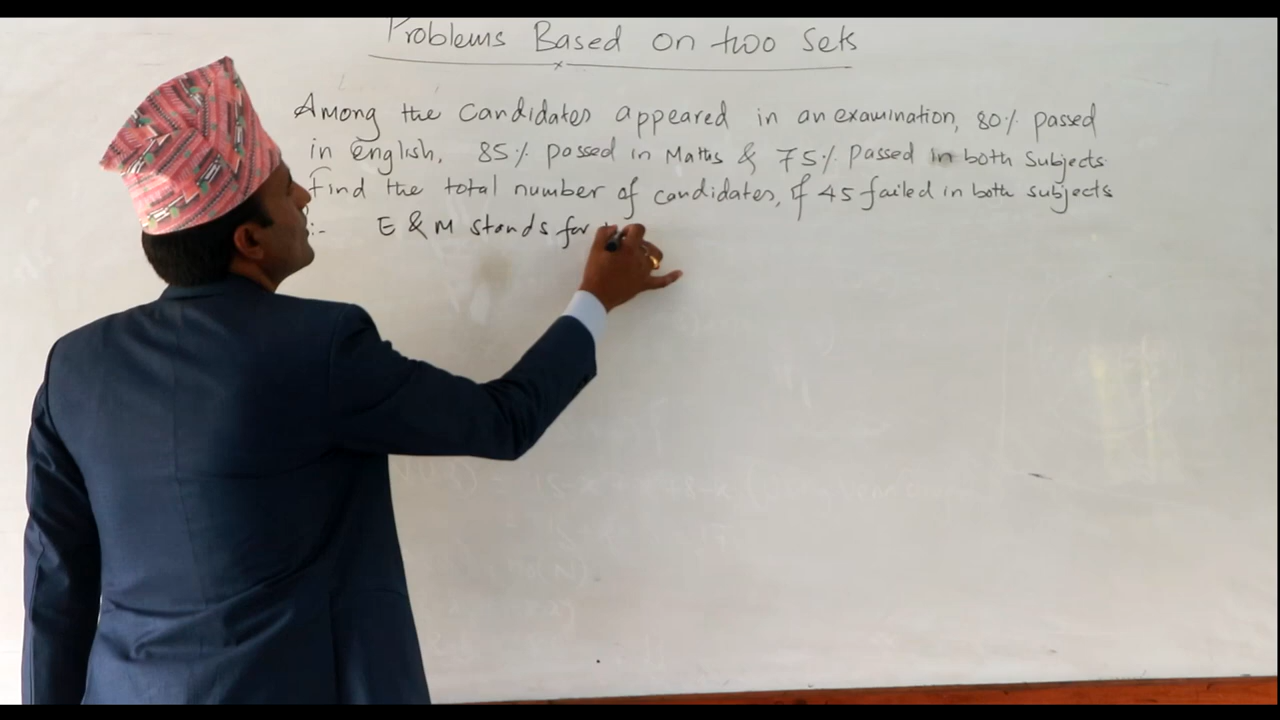 Problems Based on two Sets
Among the Candidates appeared in an examination, 80% passed
in english, 85% passed in Maths & 75% passed in both subjects
find the total number of candidates, if 45 failed in both subjects
:- E & M stands for